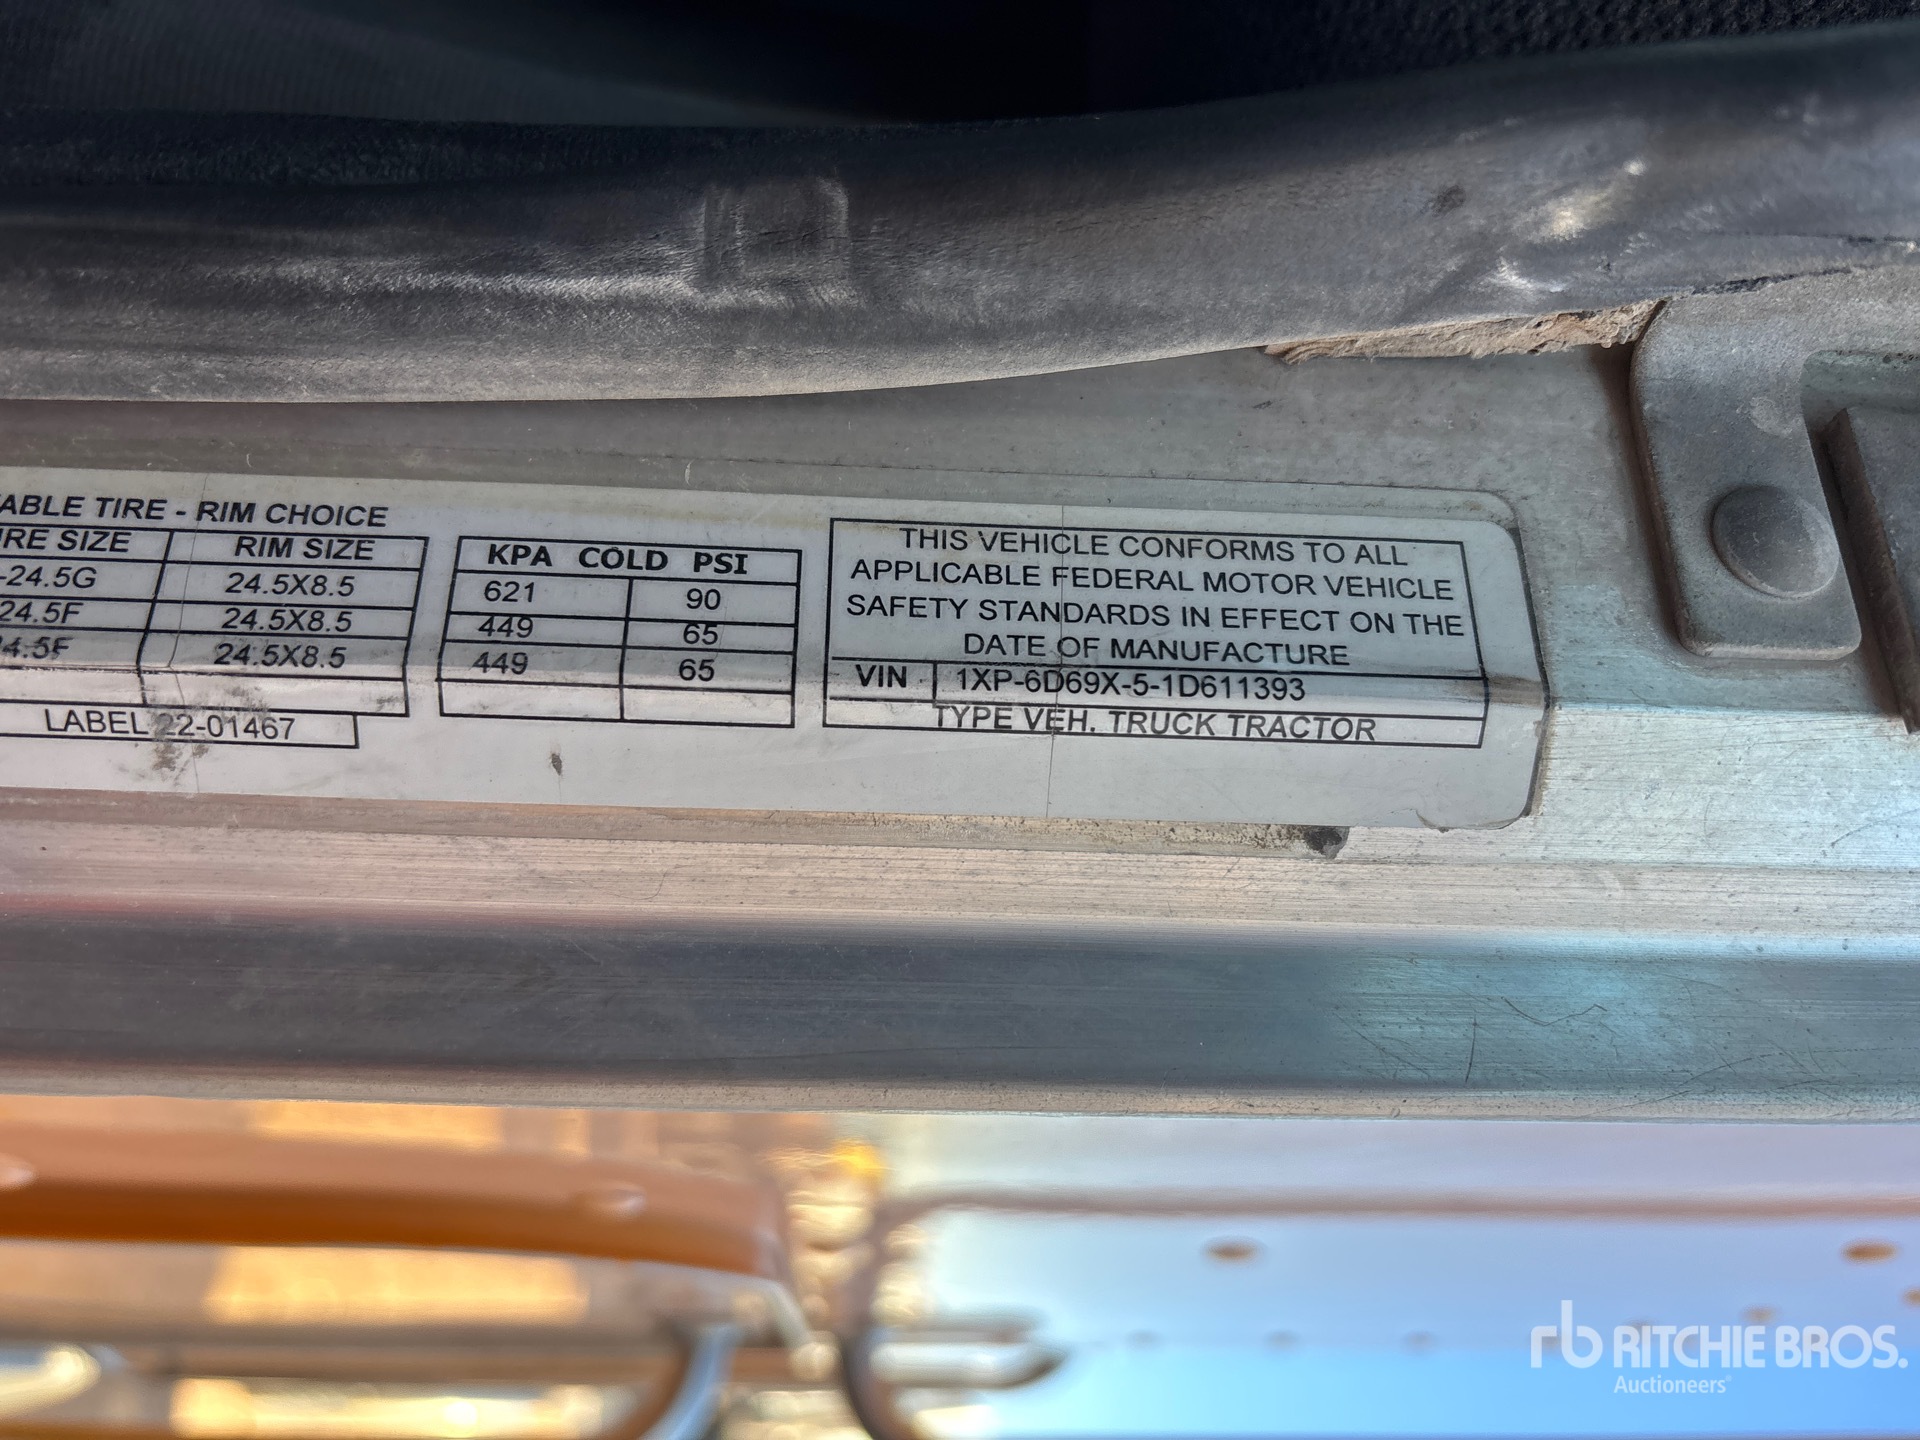 ABLE TIRE - RIM CHOICE
IRE SIZE RIM SIZE
-24.5G 24.5X8.5
24.5F 24.5X8.5
4.5F 24.5X8.5
LABEL 22-01467
KPA COLD PSI
621 90
449 65
449 65
THIS VEHICLE CONFORMS TO ALL
APPLICABLE FEDERAL MOTOR VEHICLE
SAFETY STANDARDS IN EFFECT ON THE
DATE OF MANUFACTURE
VIN 1XP-6D69X-5-1D611393
TYPE VEH. TRUCK TRACTOR
rb RITCHIE BROS.
Auctioneers